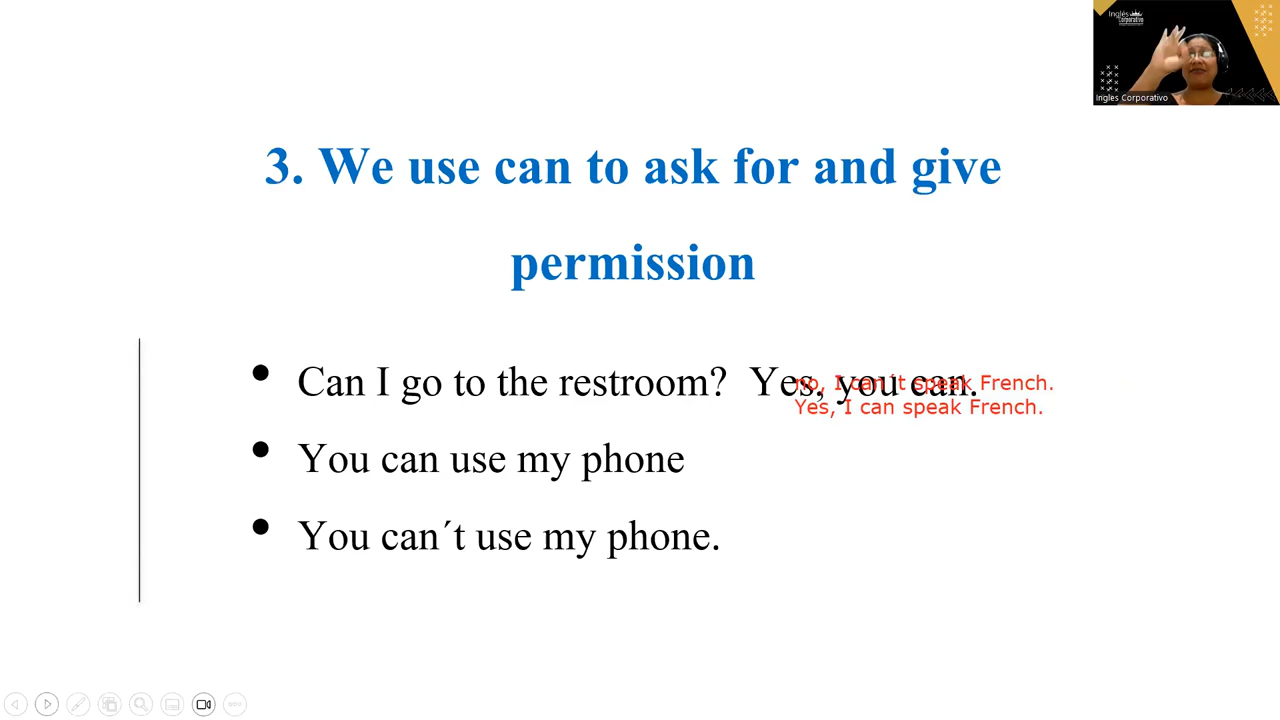 Inglés
Corporativo
Ingles Corporativo
3. We use can to ask for and give
permission
• Can I go to the restroom?  Yes, you can.
no, I can´t speak French.
Yes, I can speak French.
• You can use my phone
• You can´t use my phone.